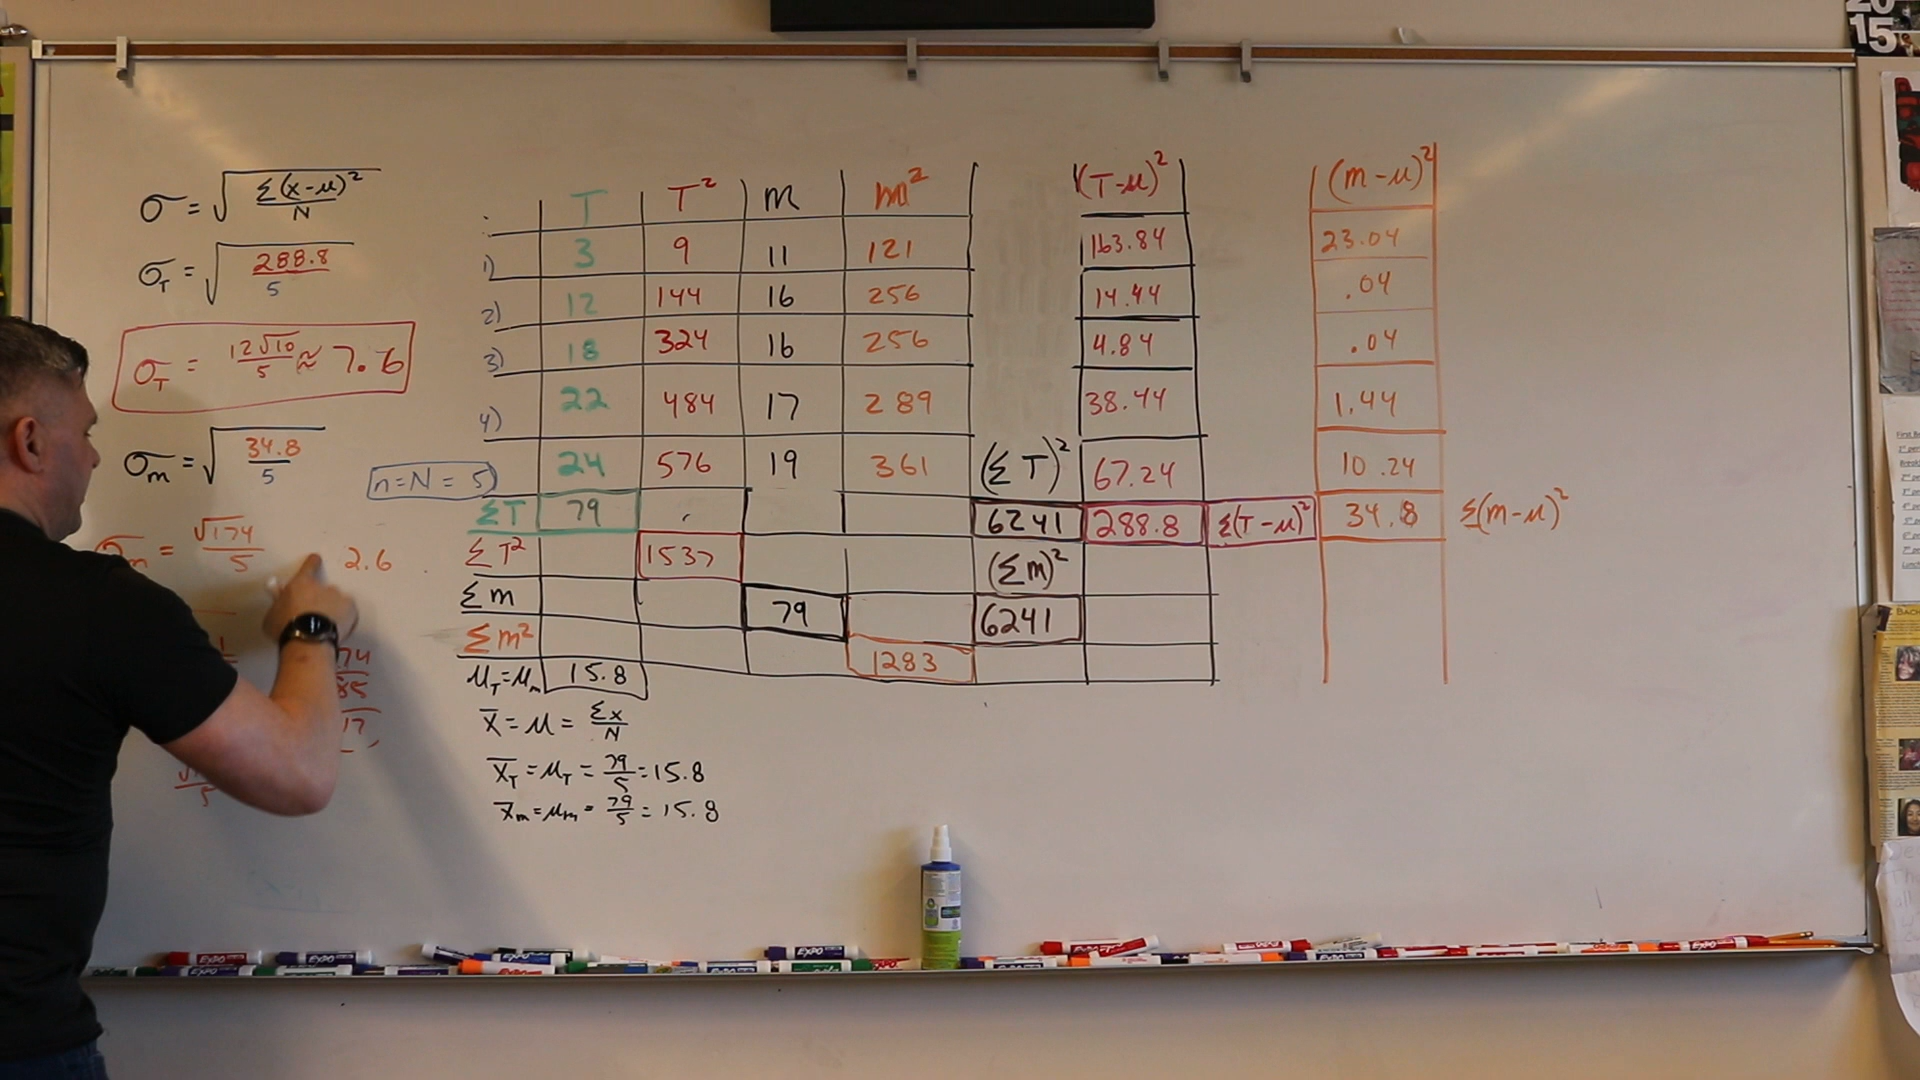 σ = √Σ(x-μ)²/N
σT = √288.8/5
σT = 12√10/5 ≈ 7.6
σm = √34.8/5
n=N=5
m = √174/5 2.6
T T² m m² (T-μ)² (m-μ)²
1) 3 9 11 121 163.84 23.04
2) 12 144 16 256 14.44 .04
3) 18 324 16 256 4.84 .04
4) 22 484 17 289 38.44 1.44
24 576 19 361 (ΣT)² 67.24 10.24
ΣT 79 6241 288.8 Σ(T-μ)² 34.8 Σ(m-μ)²
ΣT² 1537 (Σm)²
Σm 79 6241
Σm² 1283
μT=μm 15.8
x̄ = μ = Σx/N
x̄T = μT = 79/5 = 15.8
x̄m = μm = 79/5 = 15.8
2015
EXPO